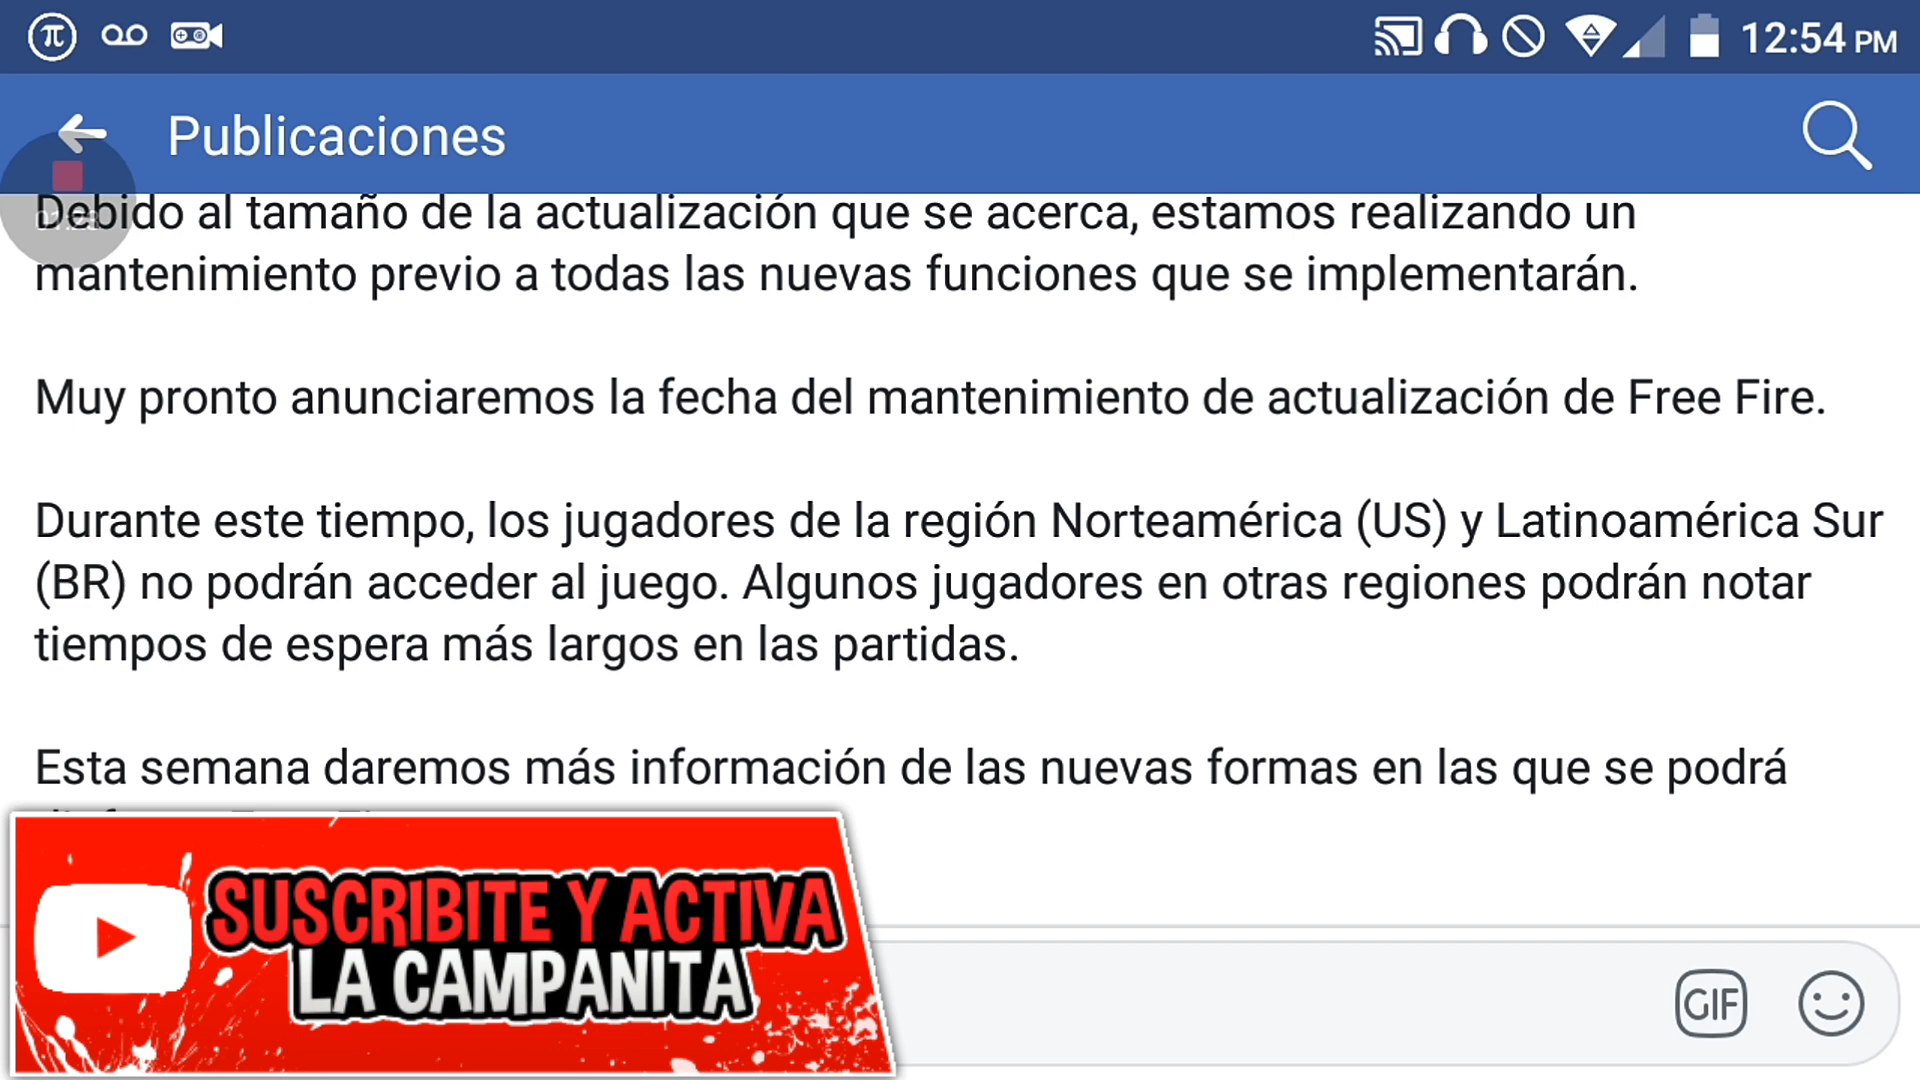 12:54 PM
Publicaciones
Debido al tamaño de la actualización que se acerca, estamos realizando un
mantenimiento previo a todas las nuevas funciones que se implementarán.
Muy pronto anunciaremos la fecha del mantenimiento de actualización de Free Fire.
Durante este tiempo, los jugadores de la región Norteamérica (US) y Latinoamérica Sur
(BR) no podrán acceder al juego. Algunos jugadores en otras regiones podrán notar
tiempos de espera más largos en las partidas.
Esta semana daremos más información de las nuevas formas en las que se podrá
SUSCRIBITE Y ACTIVA
LA CAMPANITA
GIF